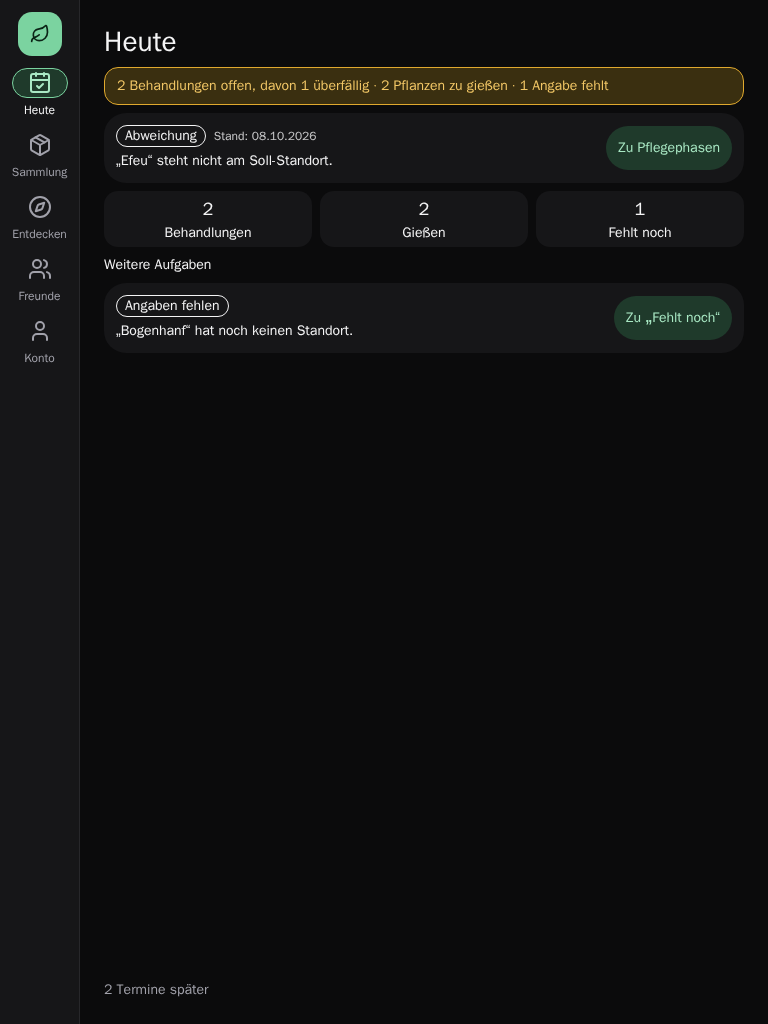 Heute
Sammlung
Entdecken
Freunde
Konto
Heute
2 Behandlungen offen, davon 1 überfällig · 2 Pflanzen zu gießen · 1 Angabe fehlt
Abweichung Stand: 08.10.2026
„Efeu“ steht nicht am Soll-Standort.
Zu Pflegephasen
2
Behandlungen
2
Gießen
1
Fehlt noch
Weitere Aufgaben
Angaben fehlen
„Bogenhanf“ hat noch keinen Standort.
Zu „Fehlt noch“
2 Termine später